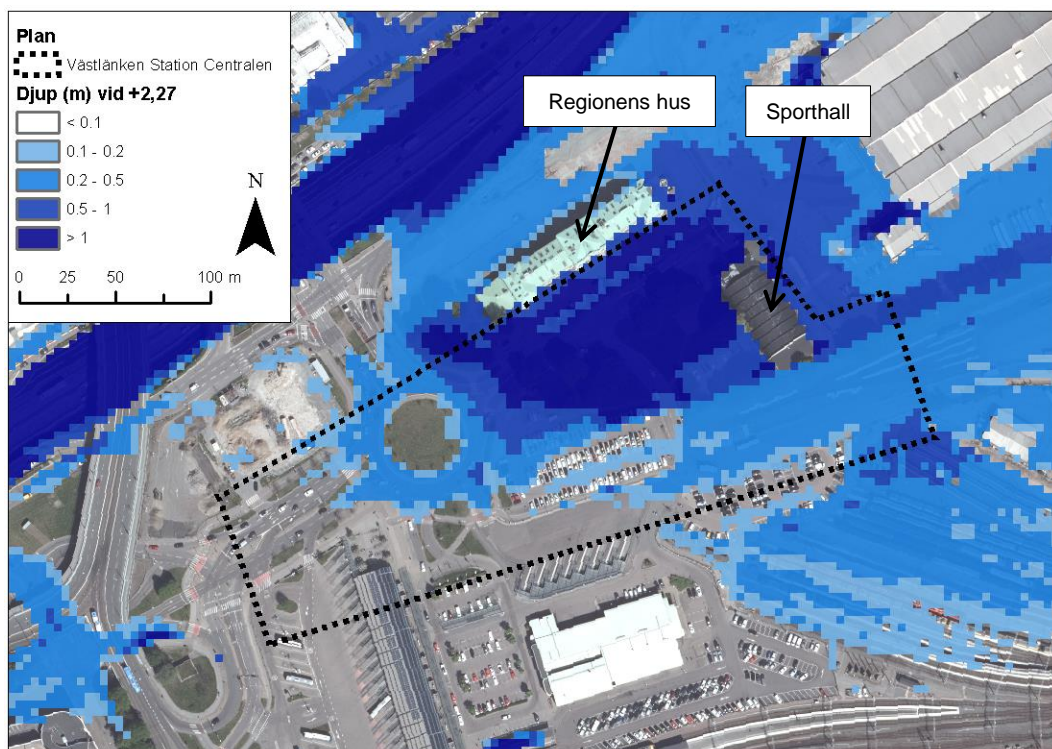 Plan
Västlänken Station Centralen
Djup (m) vid +2,27
< 0.1
0.1 - 0.2
0.2 - 0.5
0.5 - 1
> 1
N
0 25 50 100 m
Regionens hus
Sporthall